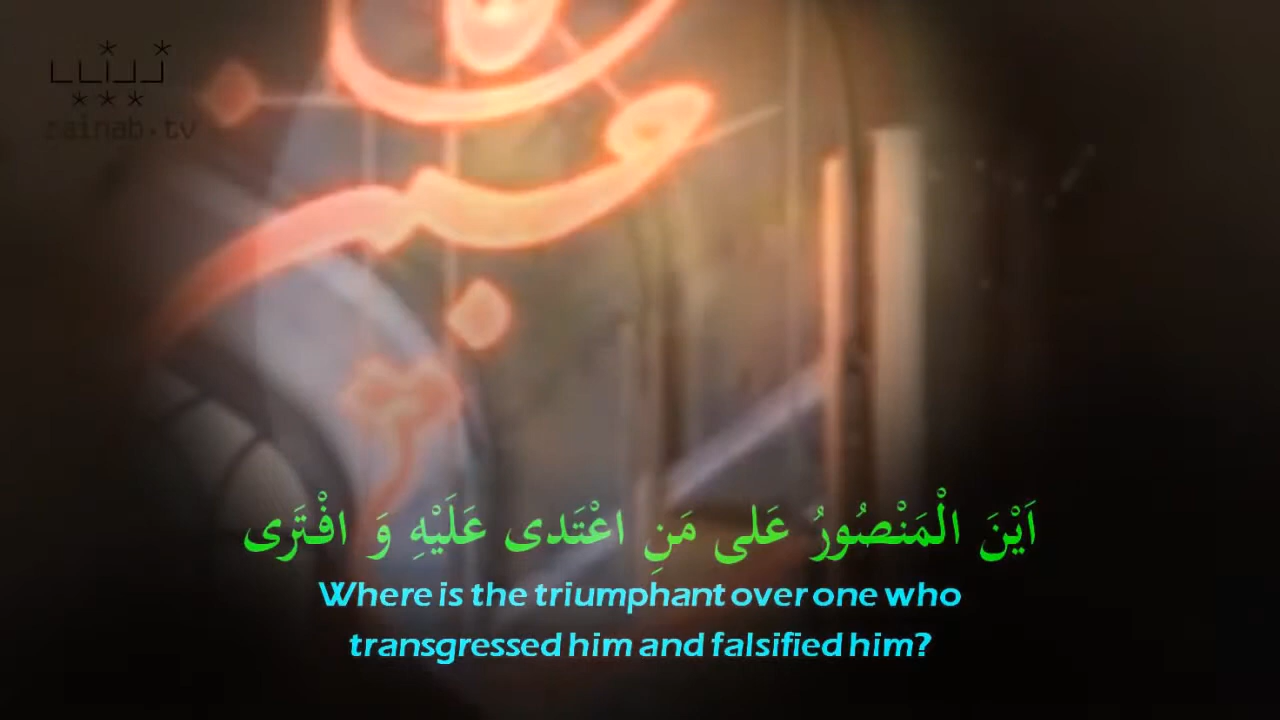 zainab.tv
اَيْنَ الْمَنْصُورُ عَلى مَنِ اعْتَدى عَلَيْهِ وَ افْتَرى
Where is the triumphant over one who
transgressed him and falsified him?